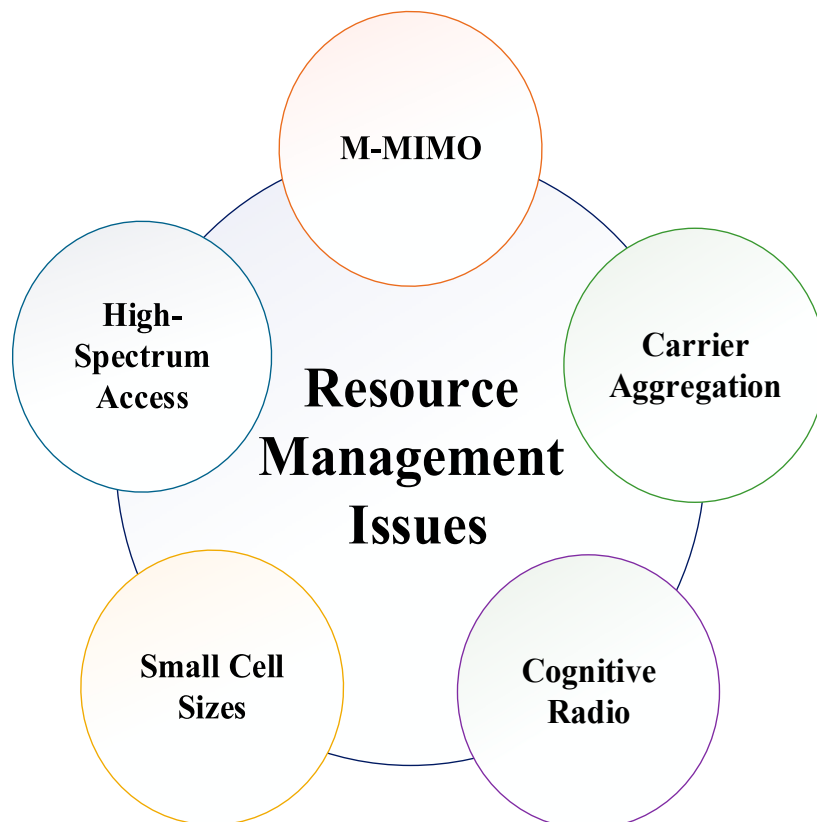 M-MIMO
High-
Spectrum
Access
Carrier
Aggregation
Resource
Management
Issues
Small Cell
Sizes
Cognitive
Radio